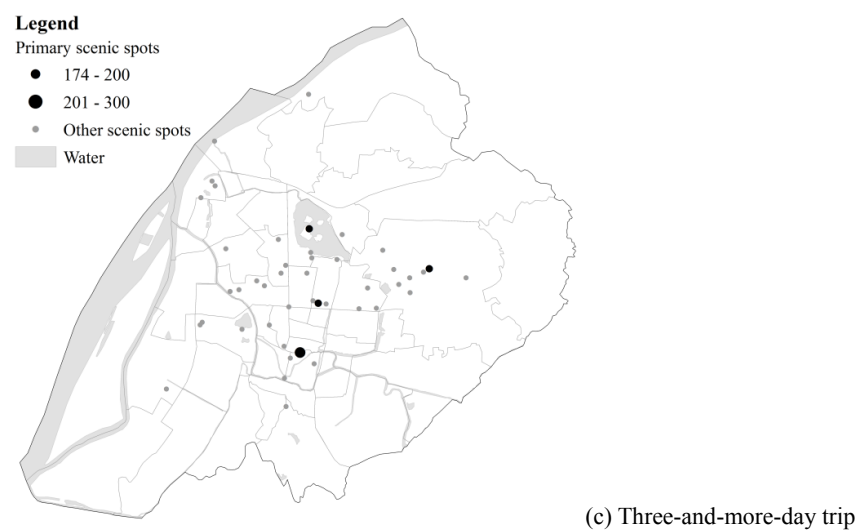 Legend
Primary scenic spots
174 - 200
201 - 300
Other scenic spots
Water
(c) Three-and-more-day trip